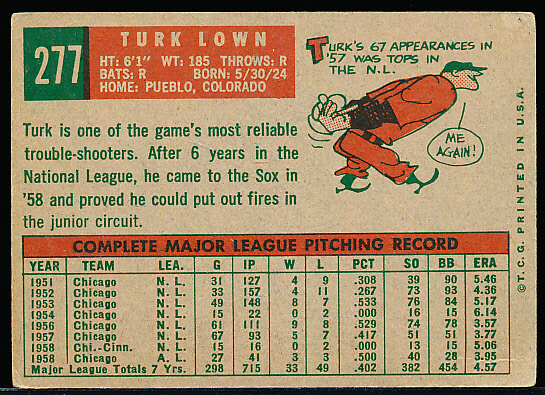 277
TURK LOWN
HT: 6'1" WT: 185 THROWS: R
BATS: R BORN: 5/30/24
HOME: PUEBLO, COLORADO
TURK'S 67 APPEARANCES IN
'57 WAS TOPS IN
THE N.L.
ME
AGAIN!
Turk is one of the game's most reliable
trouble-shooters. After 6 years in the
National League, he came to the Sox in
'58 and proved he could put out fires in
the junior circuit.
COMPLETE MAJOR LEAGUE PITCHING RECORD
YEAR TEAM LEA. G IP W L PCT SO BB ERA
1951 Chicago N. L. 31 127 4 9 .308 39 90 5.46
1952 Chicago N. L. 33 157 4 11 .267 73 93 4.36
1953 Chicago N. L. 49 148 8 7 .533 76 84 5.17
1954 Chicago N. L. 15 22 0 2 .000 16 15 6.14
1956 Chicago N. L. 61 111 9 8 .529 74 78 3.57
1957 Chicago N. L. 67 93 5 7 .417 51 51 3.77
1958 Chi.-Cinn. N. L. 15 16 0 2 .000 13 15 5.06
1958 Chicago A. L. 27 41 3 3 .500 40 28 3.95
Major League Totals 7 Yrs. 298 715 33 49 .402 382 454 4.57
©T.C.G. PRINTED IN U.S.A.